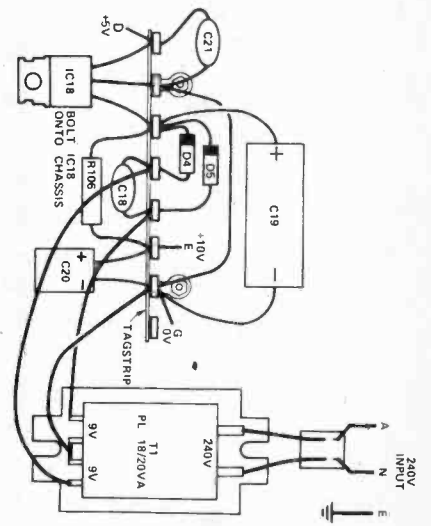 D
+5V
C21
IC18
BOLT IC18
ONTO CHASSIS
R106
D4
D5
C18
+
C19
-
+10V
E
+
C20
-
G
0V
TAGSTRIP
9V
9V
T1
PL 18/20VA
240V
A
N
E
240V
INPUT